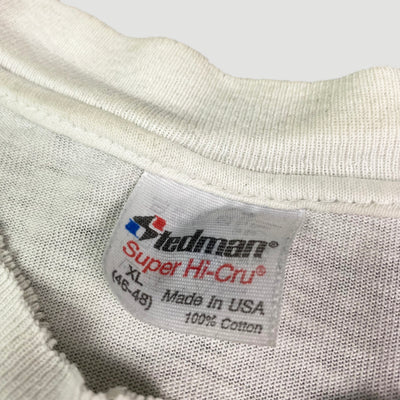 Stedman®
Super Hi-Cru®
XL
(46-48)
Made In USA
100% Cotton